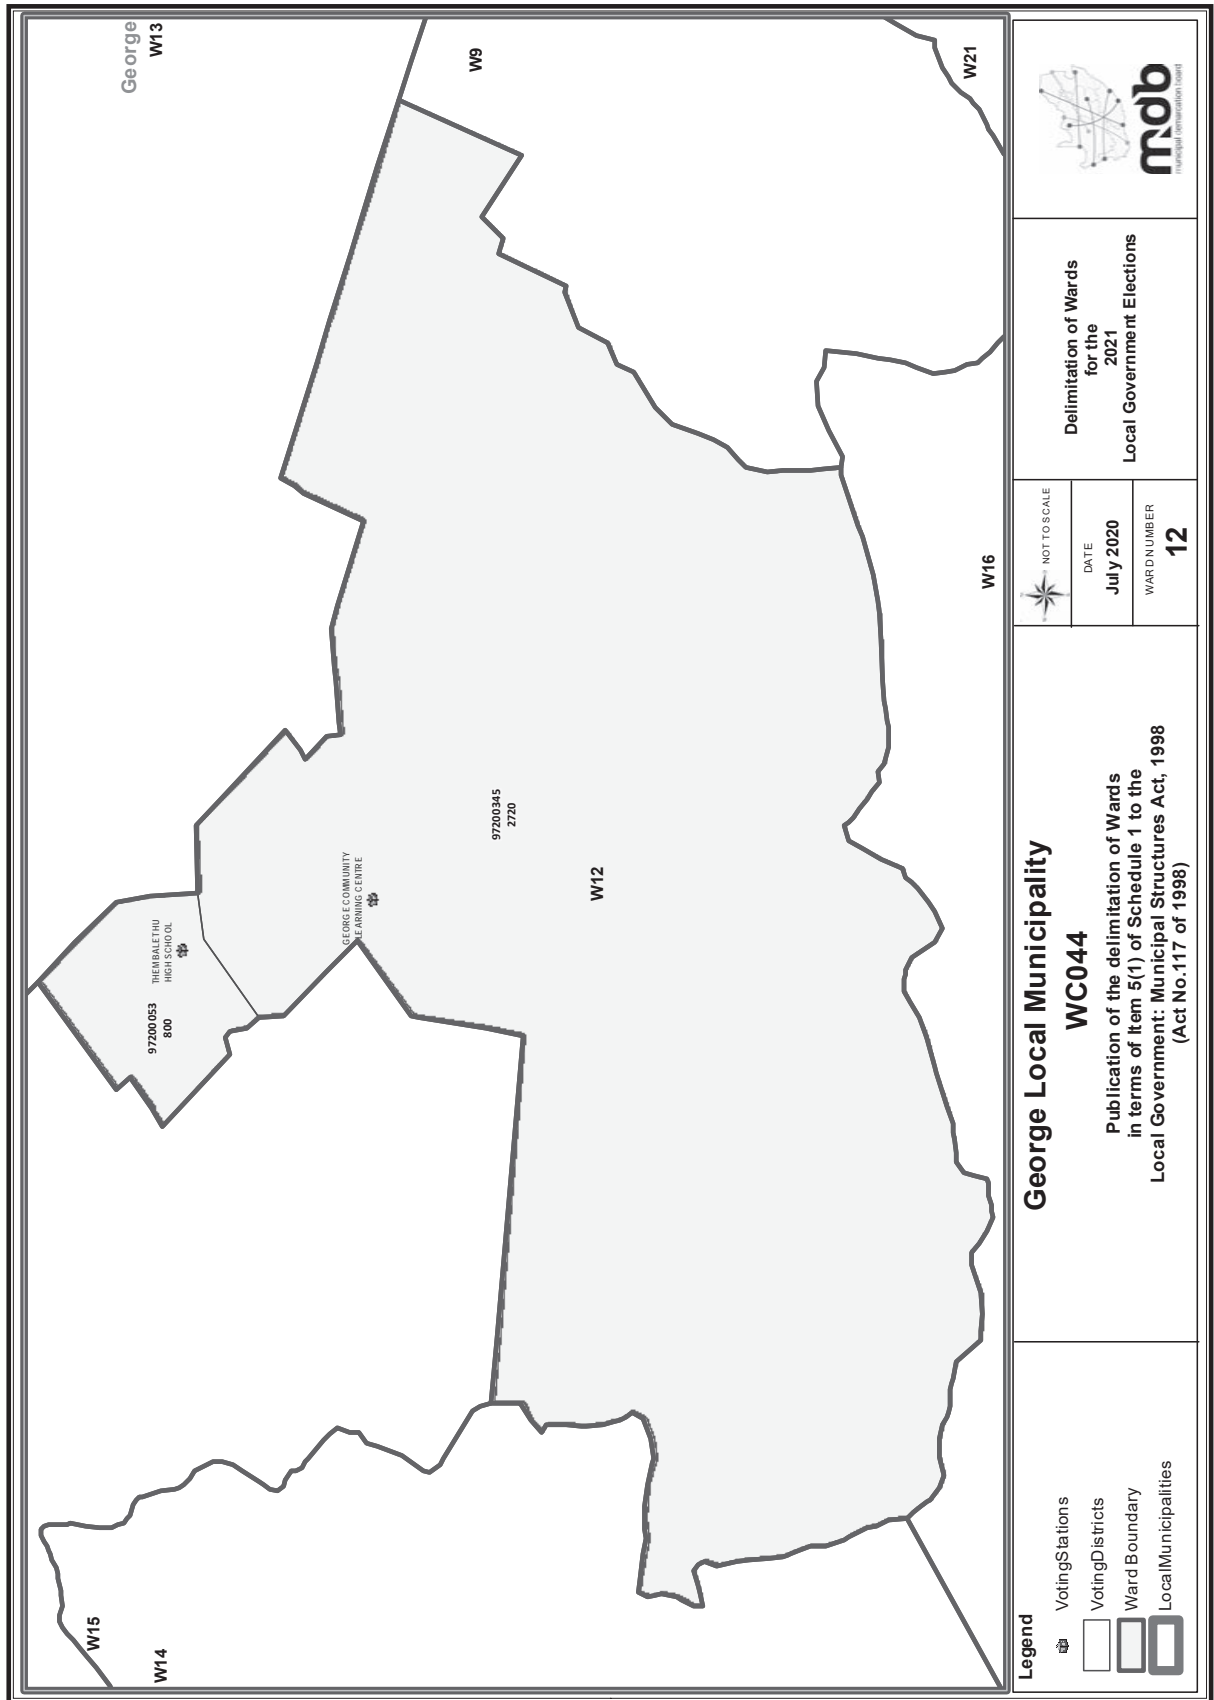 George
W13
W9
W21
W15
W14
W16
W12
THEMBALETHU
HIGH SCHOOL
97200053
800
GEORGE COMMUNITY
LEARNING CENTRE
97200345
2720
Legend
VotingStations
VotingDistricts
Ward Boundary
LocalMunicipalities
George Local Municipality
WC044
Publication of the delimitation of Wards
in terms of Item 5(1) of Schedule 1 to the
Local Government: Municipal Structures Act, 1998
(Act No.117 of 1998)
NOT TO SCALE
DATE
July 2020
WARD NUMBER
12
Delimitation of Wards
for the
2021
Local Government Elections
mdb
municipal demarcation board